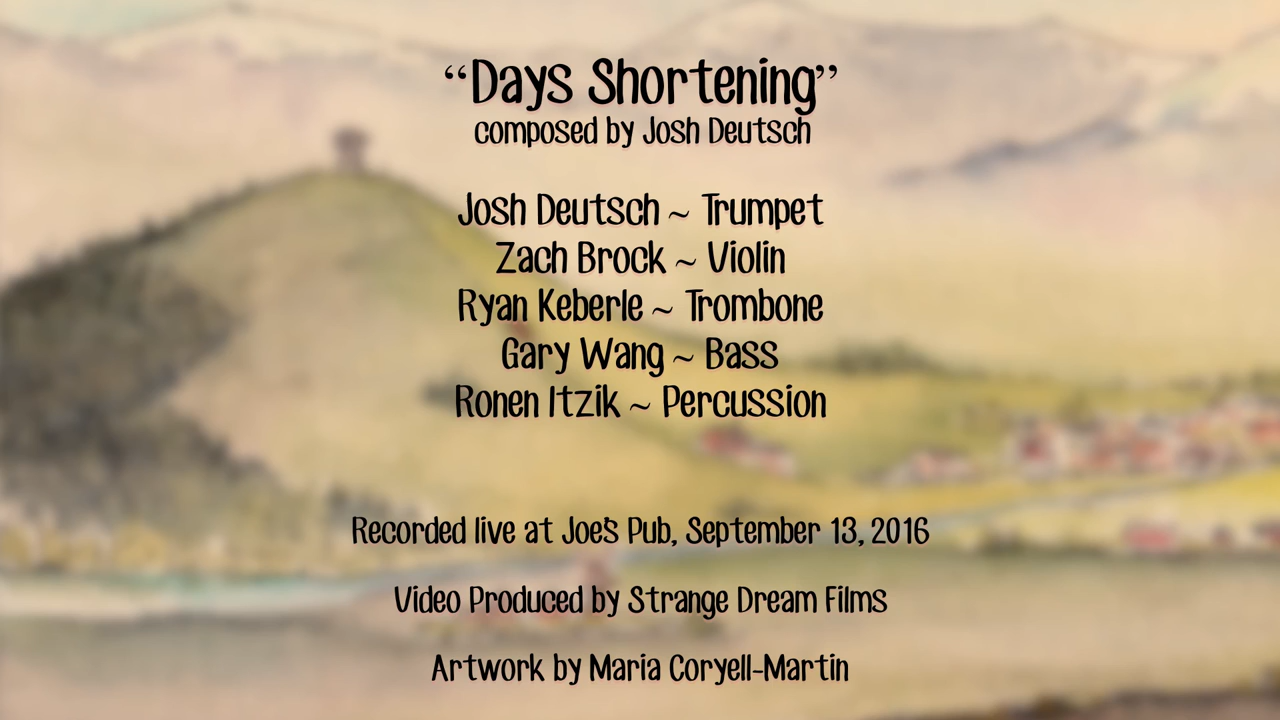 “Days Shortening”
composed by Josh Deutsch
Josh Deutsch ~ Trumpet
Zach Brock ~ Violin
Ryan Keberle ~ Trombone
Gary Wang ~ Bass
Ronen Itzik ~ Percussion
Recorded live at Joe's Pub, September 13, 2016
Video Produced by Strange Dream Films
Artwork by Maria Coryell-Martin